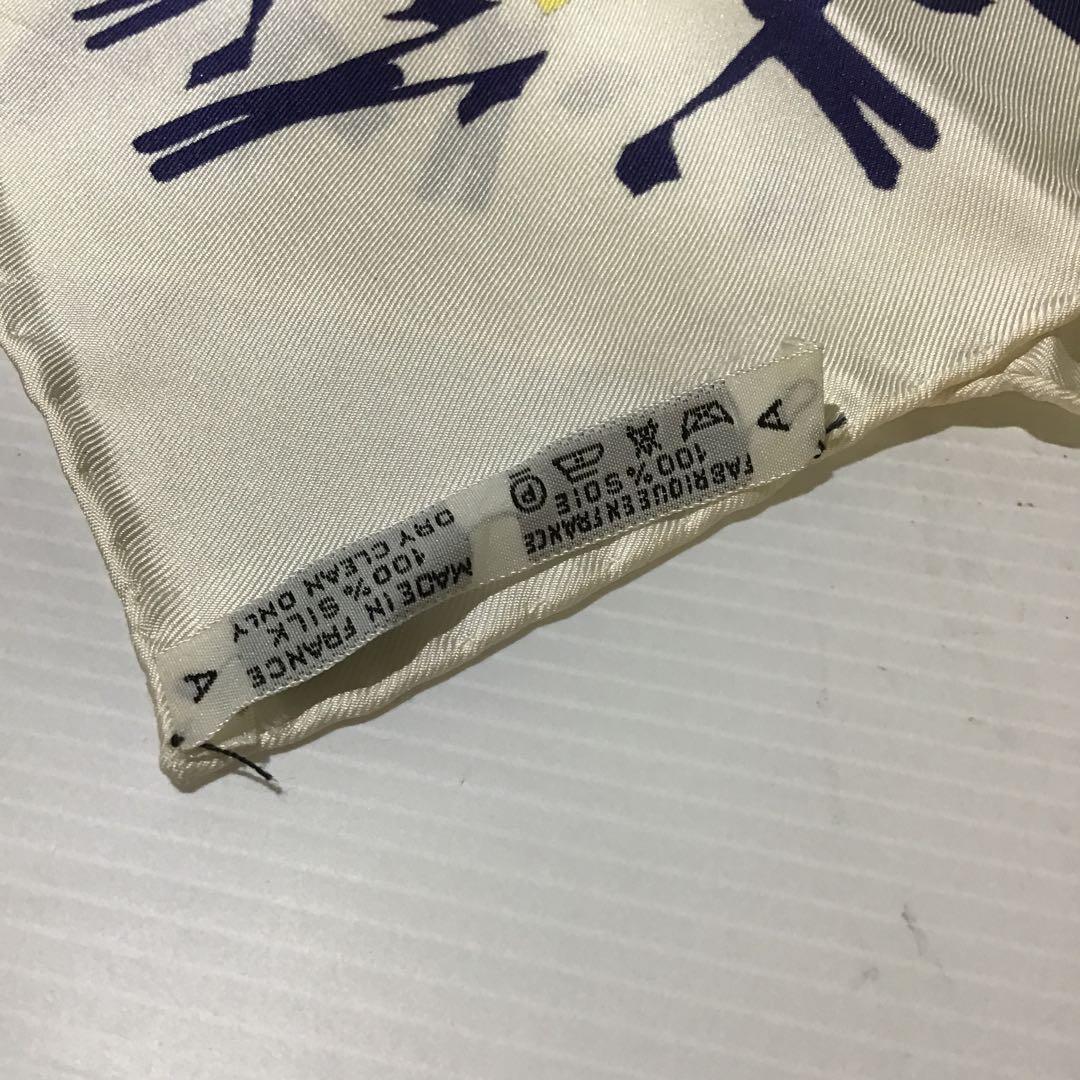 A
FABRIQUE EN FRANCE
100% SOIE
P
MADE IN FRANCE
100% SILK
DRY CLEAN ONLY
A